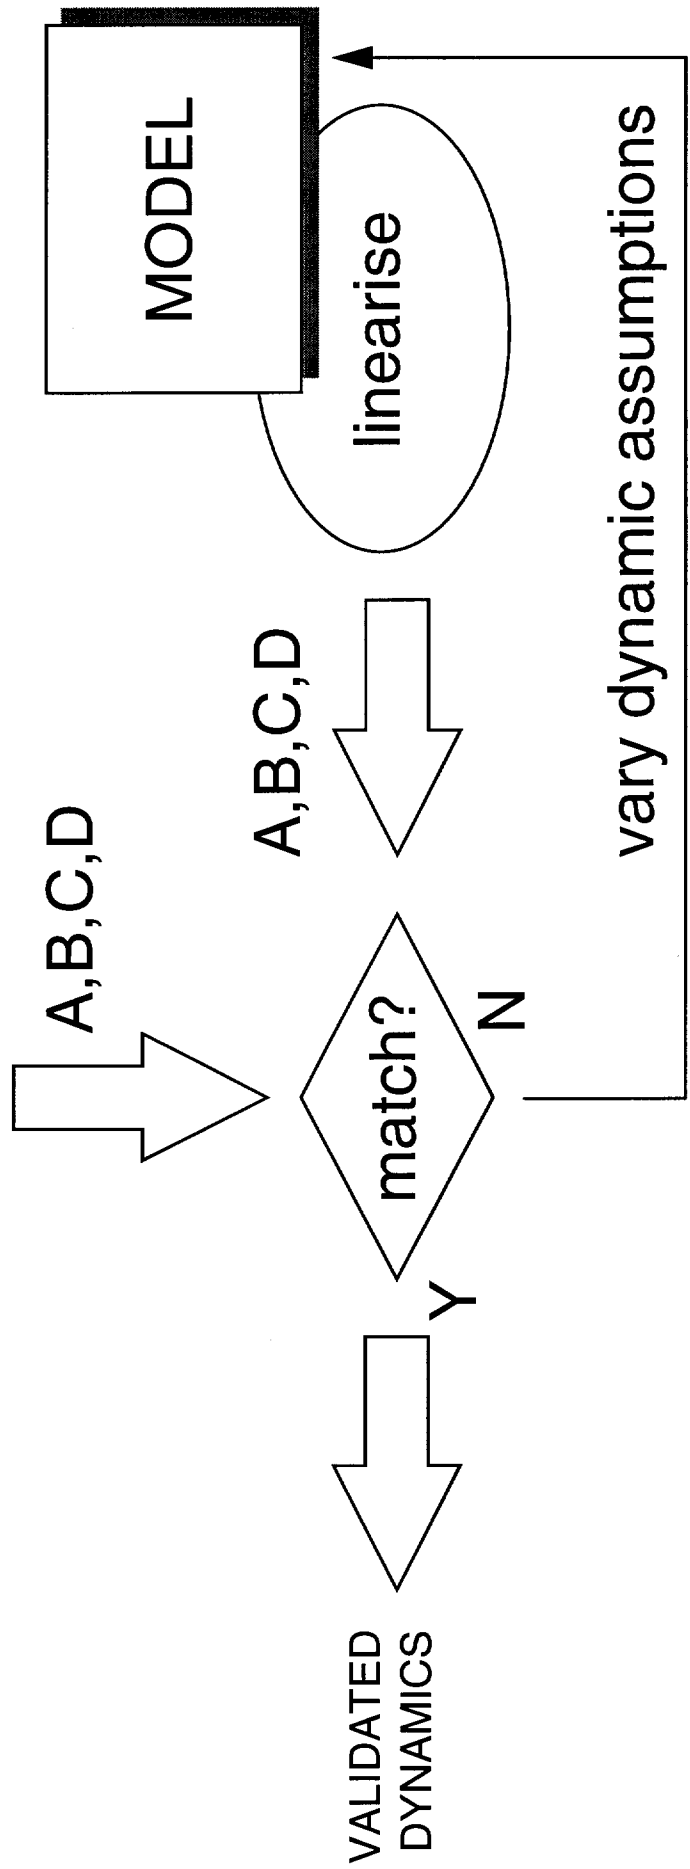 MODEL
linearise
A,B,C,D
A,B,C,D
match?
N
Y
vary dynamic assumptions
VALIDATED
DYNAMICS